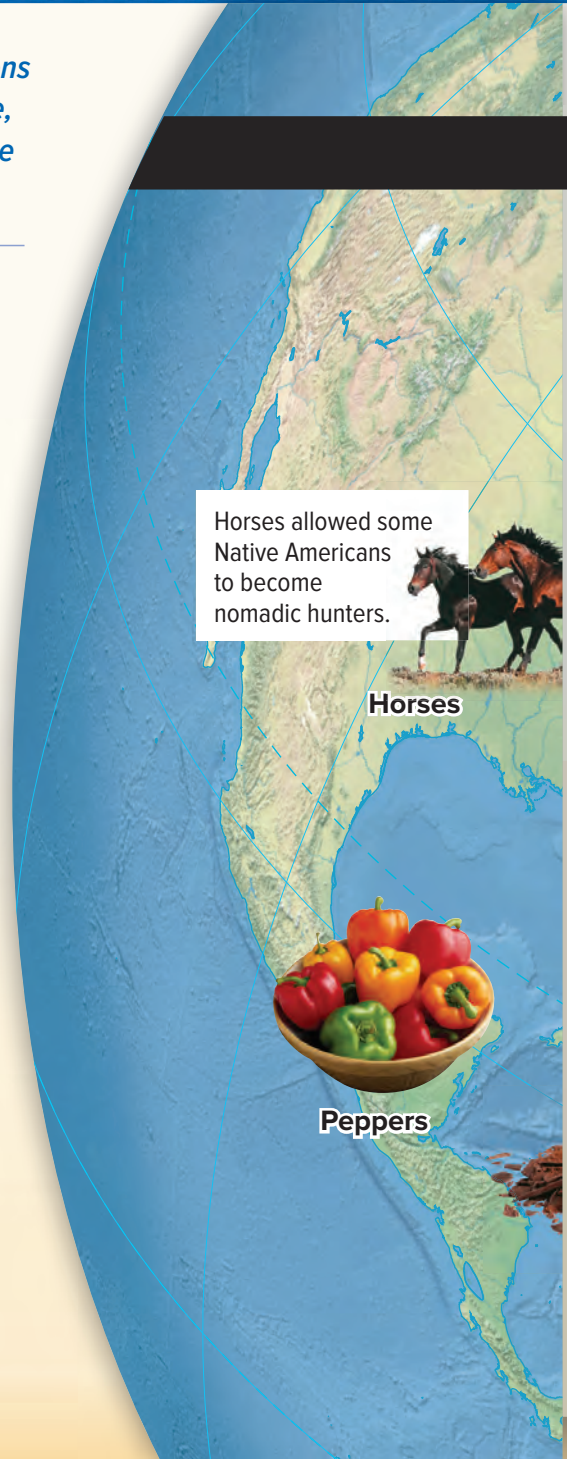 ns
e,
e
Horses allowed some
Native Americans
to become
nomadic hunters.
Horses
Peppers